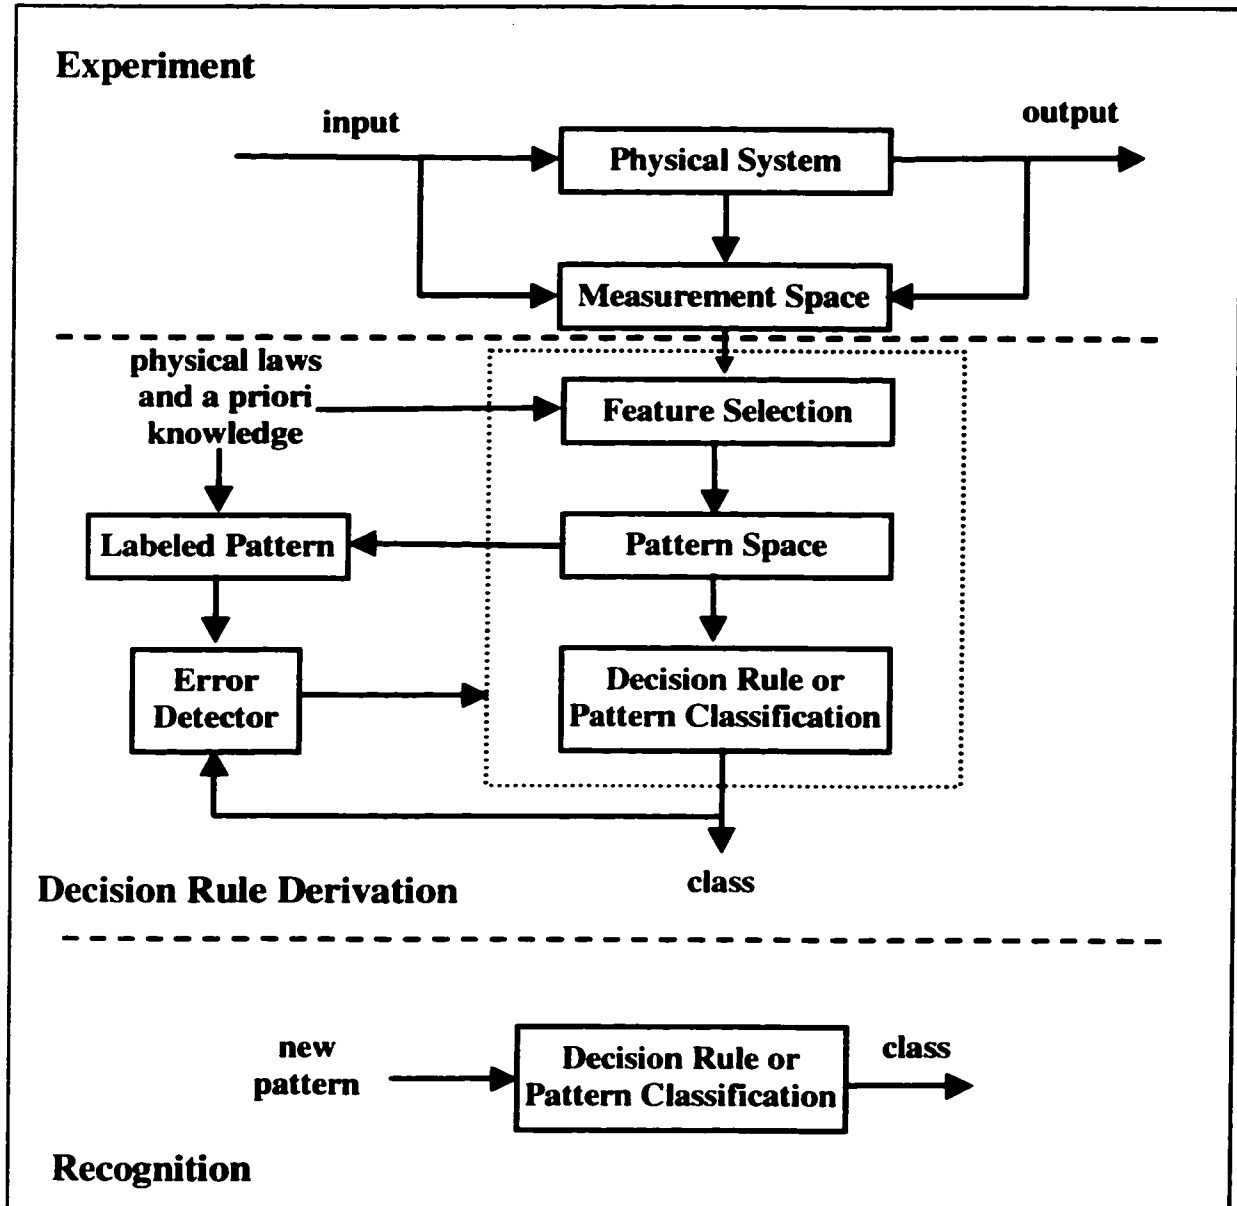 Experiment
input
output
Physical System
Measurement Space
physical laws
and a priori
knowledge
Feature Selection
Labeled Pattern
Pattern Space
Error
Detector
Decision Rule or
Pattern Classification
class
Decision Rule Derivation
new
pattern
Decision Rule or
Pattern Classification
class
Recognition